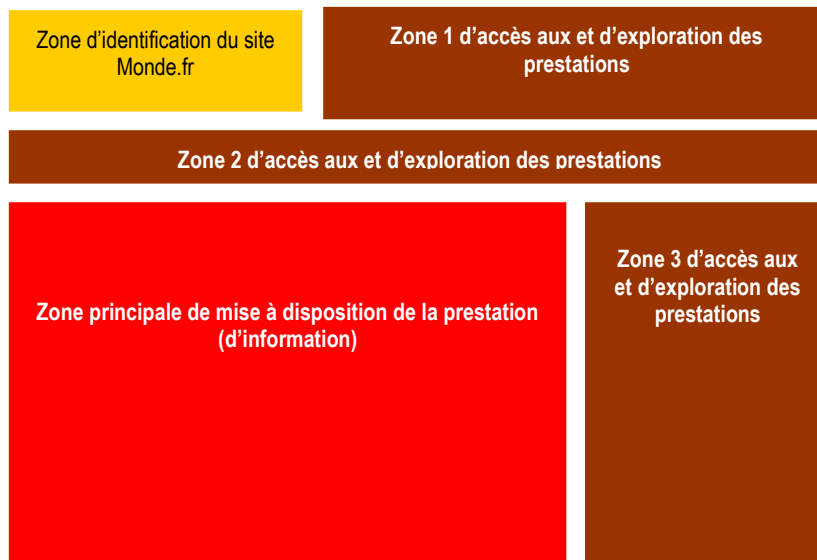 Zone d'identification du site
Monde.fr
Zone 1 d'accès aux et d'exploration des
prestations
Zone 2 d'accès aux et d'exploration des prestations
Zone principale de mise à disposition de la prestation
(d'information)
Zone 3 d'accès aux
et d'exploration des
prestations